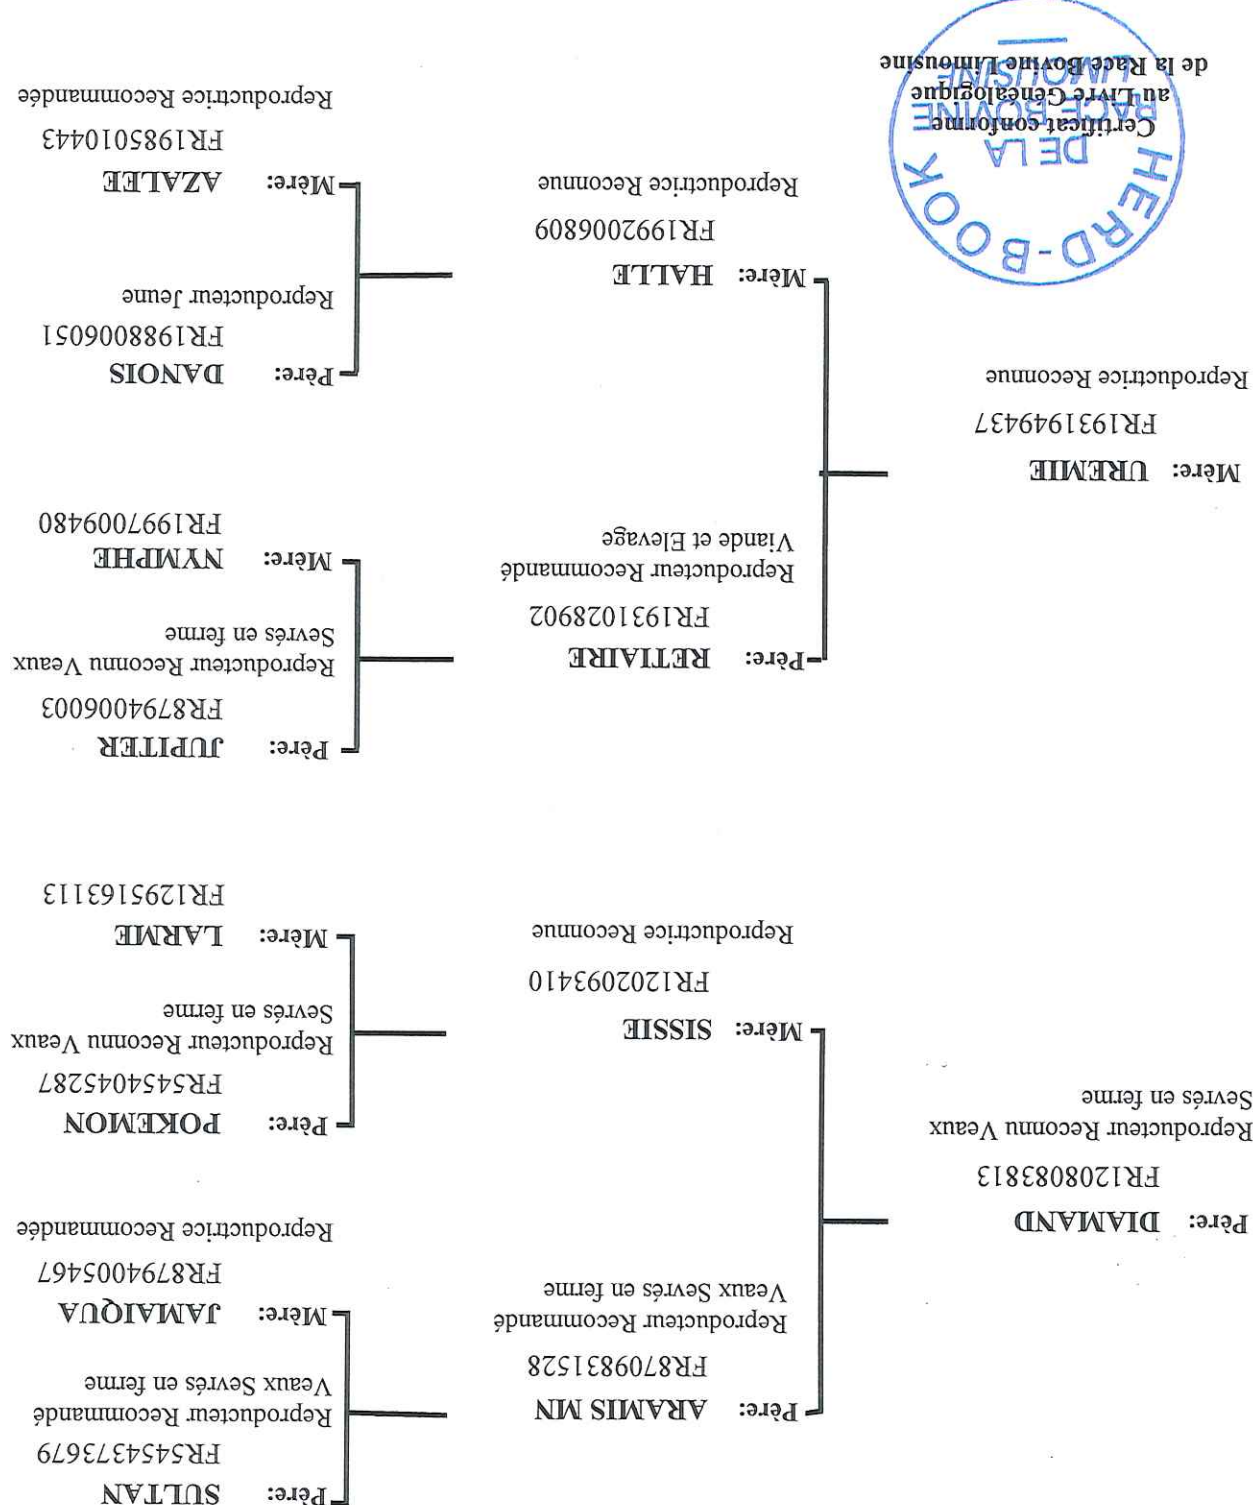 Père: DIAMAND
FR1208083813
Reproducteur Reconnu Veaux
Sevrés en ferme
Mère: UREMIE
FR1931949437
Reproductrice Reconnue
HERD-BOOK
DE LA
RACE BOVINE
LIMOUSINE
Certificat conforme
au Livre Généalogique
de la Race Bovine Limousine
Père: ARAMIS MN
FR8709831528
Reproducteur Recommandé
Veaux Sevrés en ferme
Mère: SISSIE
FR1202093410
Reproductrice Reconnue
Père: RETIAIRE
FR1931028902
Reproducteur Recommandé
Viande et Elevage
Mère: HALLE
FR1992006809
Reproductrice Reconnue
Père: SULTAN
FR5454373679
Reproducteur Recommandé
Veaux Sevrés en ferme
Mère: JAMAIQUA
FR8794005467
Reproductrice Recommandée
Père: POKEMON
FR5454045287
Reproducteur Reconnu Veaux
Sevrés en ferme
Mère: LARME
FR1295163113
Père: JUPITER
FR8794006003
Reproducteur Reconnu Veaux
Sevrés en ferme
Mère: NYMPHE
FR1997009480
Père: DANOIS
FR1988006051
Reproducteur Jeune
Mère: AZALEE
FR1985010443
Reproductrice Recommandée